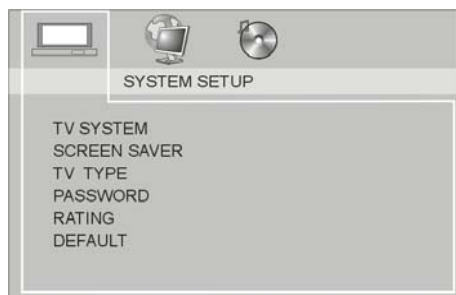 SYSTEM SETUP
TV SYSTEM
SCREEN SAVER
TV TYPE
PASSWORD
RATING
DEFAULT